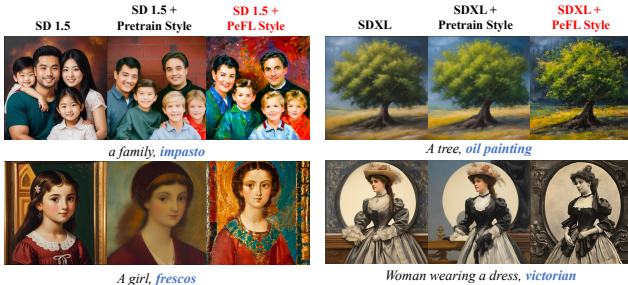 SD 1.5
SD 1.5 +
Pretrain Style
SD 1.5 +
PeFL Style
SDXL
SDXL +
Pretrain Style
SDXL +
PeFL Style
a family, impasto
A tree, oil painting
A girl, frescos
Woman wearing a dress, victorian